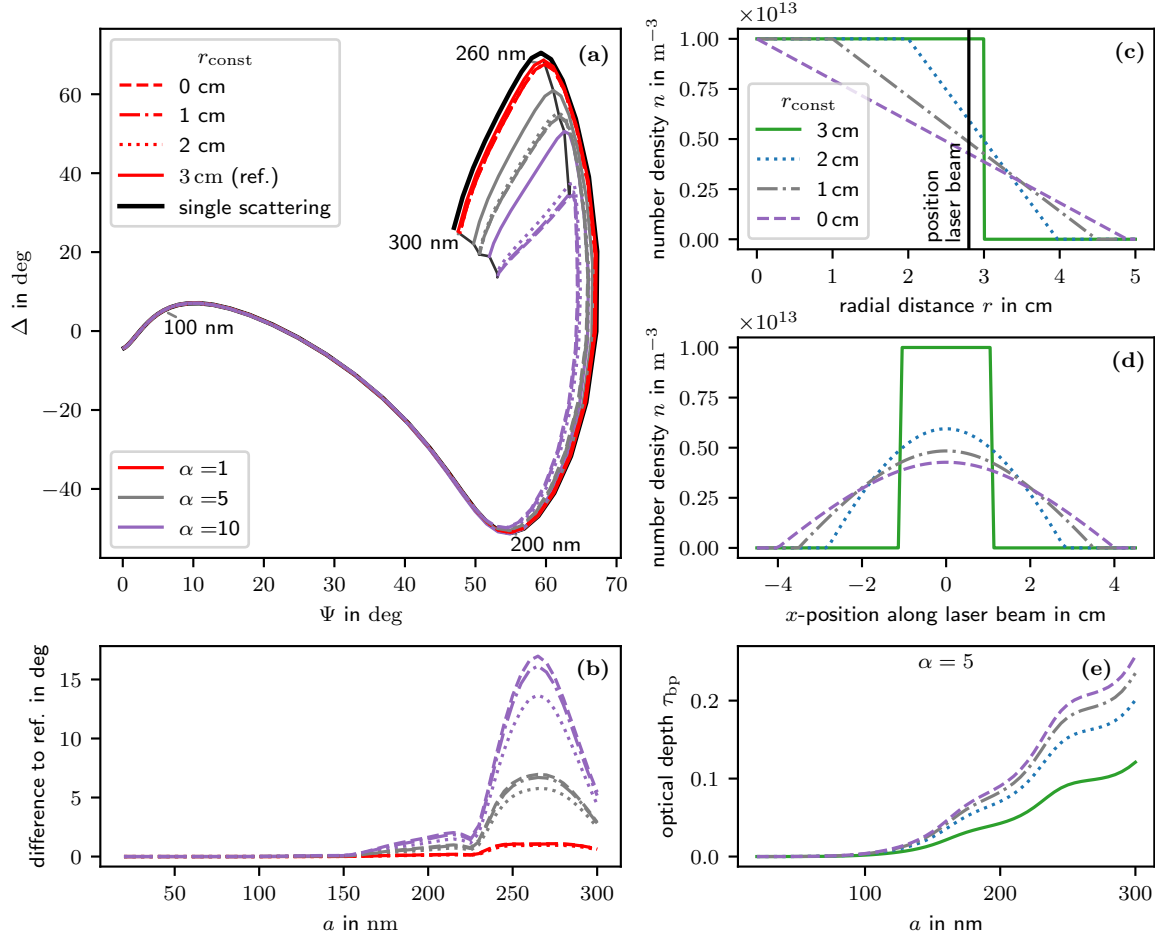 (a)
r_const
0 cm
1 cm
2 cm
3 cm (ref.)
single scattering
260 nm
300 nm
100 nm
200 nm
α =1
α =5
α =10
60
40
20
0
−20
−40
Δ in deg
0 10 20 30 40 50 60 70
Ψ in deg
×10¹³
(c)
r_const
3 cm
2 cm
1 cm
0 cm
position
laser beam
1.00
0.75
0.50
0.25
0.00
number density n in m⁻³
0 1 2 3 4 5
radial distance r in cm
×10¹³
(d)
1.00
0.75
0.50
0.25
0.00
number density n in m⁻³
−4 −2 0 2 4
x-position along laser beam in cm
(b)
15
10
5
0
difference to ref. in deg
50 100 150 200 250 300
a in nm
α = 5
(e)
0.2
0.1
0.0
optical depth τ_bp
100 200 300
a in nm